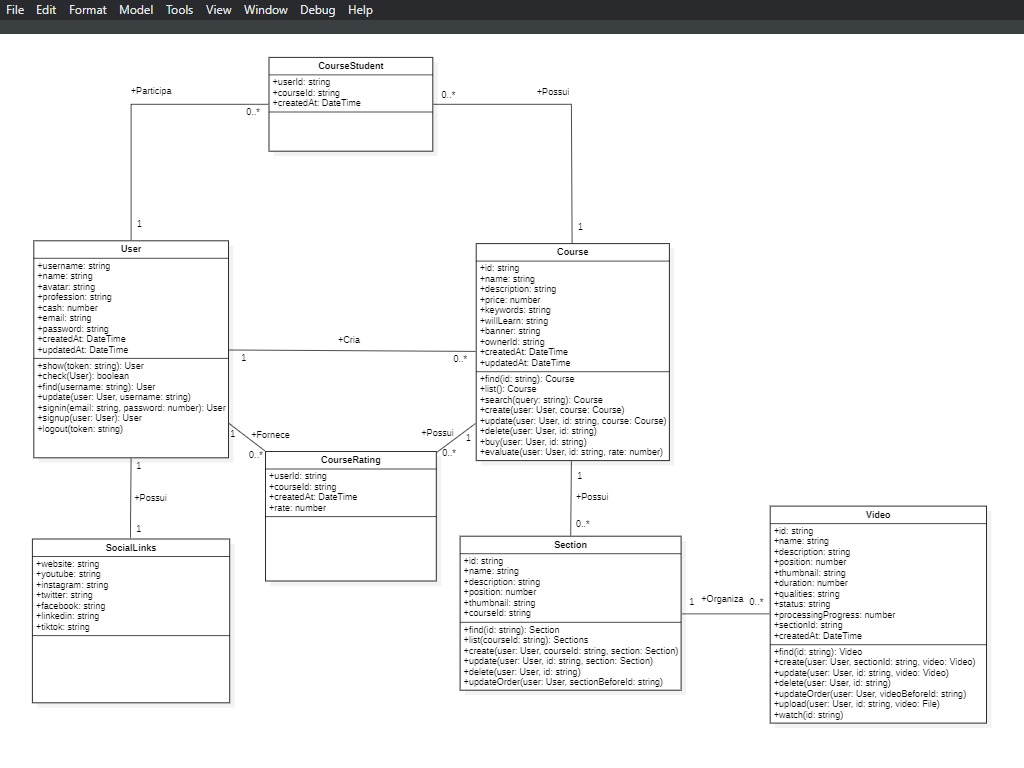 File Edit Format Model Tools View Window Debug Help
CourseStudent
+userId: string
+courseId: string
+createdAt: DateTime
+Participa
0..*
0..*
+Possui
1
1
User
+username: string
+name: string
+avatar: string
+profession: string
+cash: number
+email: string
+password: string
+createdAt: DateTime
+updatedAt: DateTime
+show(token: string): User
+check(User): boolean
+find(username: string): User
+update(user: User, username: string)
+signin(email: string, password: number): User
+signup(user: User): User
+logout(token: string)
+Cria
1
0..*
Course
+id: string
+name: string
+description: string
+price: number
+keywords: string
+willLearn: string
+banner: string
+ownerId: string
+createdAt: DateTime
+updatedAt: DateTime
+find(id: string): Course
+list(): Course
+search(query: string): Course
+create(user: User, course: Course)
+update(user: User, id: string, course: Course)
+delete(user: User, id: string)
+buy(user: User, id: string)
+evaluate(user: User, id: string, rate: number)
1
+Fornece
0..*
+Possui
1
0..*
CourseRating
+userId: string
+courseId: string
+createdAt: DateTime
+rate: number
1
+Possui
1
SocialLinks
+website: string
+youtube: string
+instagram: string
+twitter: string
+facebook: string
+linkedin: string
+tiktok: string
1
+Possui
0..*
Section
+id: string
+name: string
+description: string
+position: number
+thumbnail: string
+courseId: string
+find(id: string): Section
+list(courseId: string): Sections
+create(user: User, courseId: string, section: Section)
+update(user: User, id: string, section: Section)
+delete(user: User, id: string)
+updateOrder(user: User, sectionBeforeId: string)
1
+Organiza
0..*
Video
+id: string
+name: string
+description: string
+position: number
+thumbnail: string
+duration: number
+qualities: string
+status: string
+processingProgress: number
+sectionId: string
+createdAt: DateTime
+find(id: string): Video
+create(user: User, sectionId: string, video: Video)
+update(user: User, id: string, video: Video)
+delete(user: User, id: string)
+updateOrder(user: User, videoBeforeId: string)
+upload(user: User, id: string, video: File)
+watch(id: string)